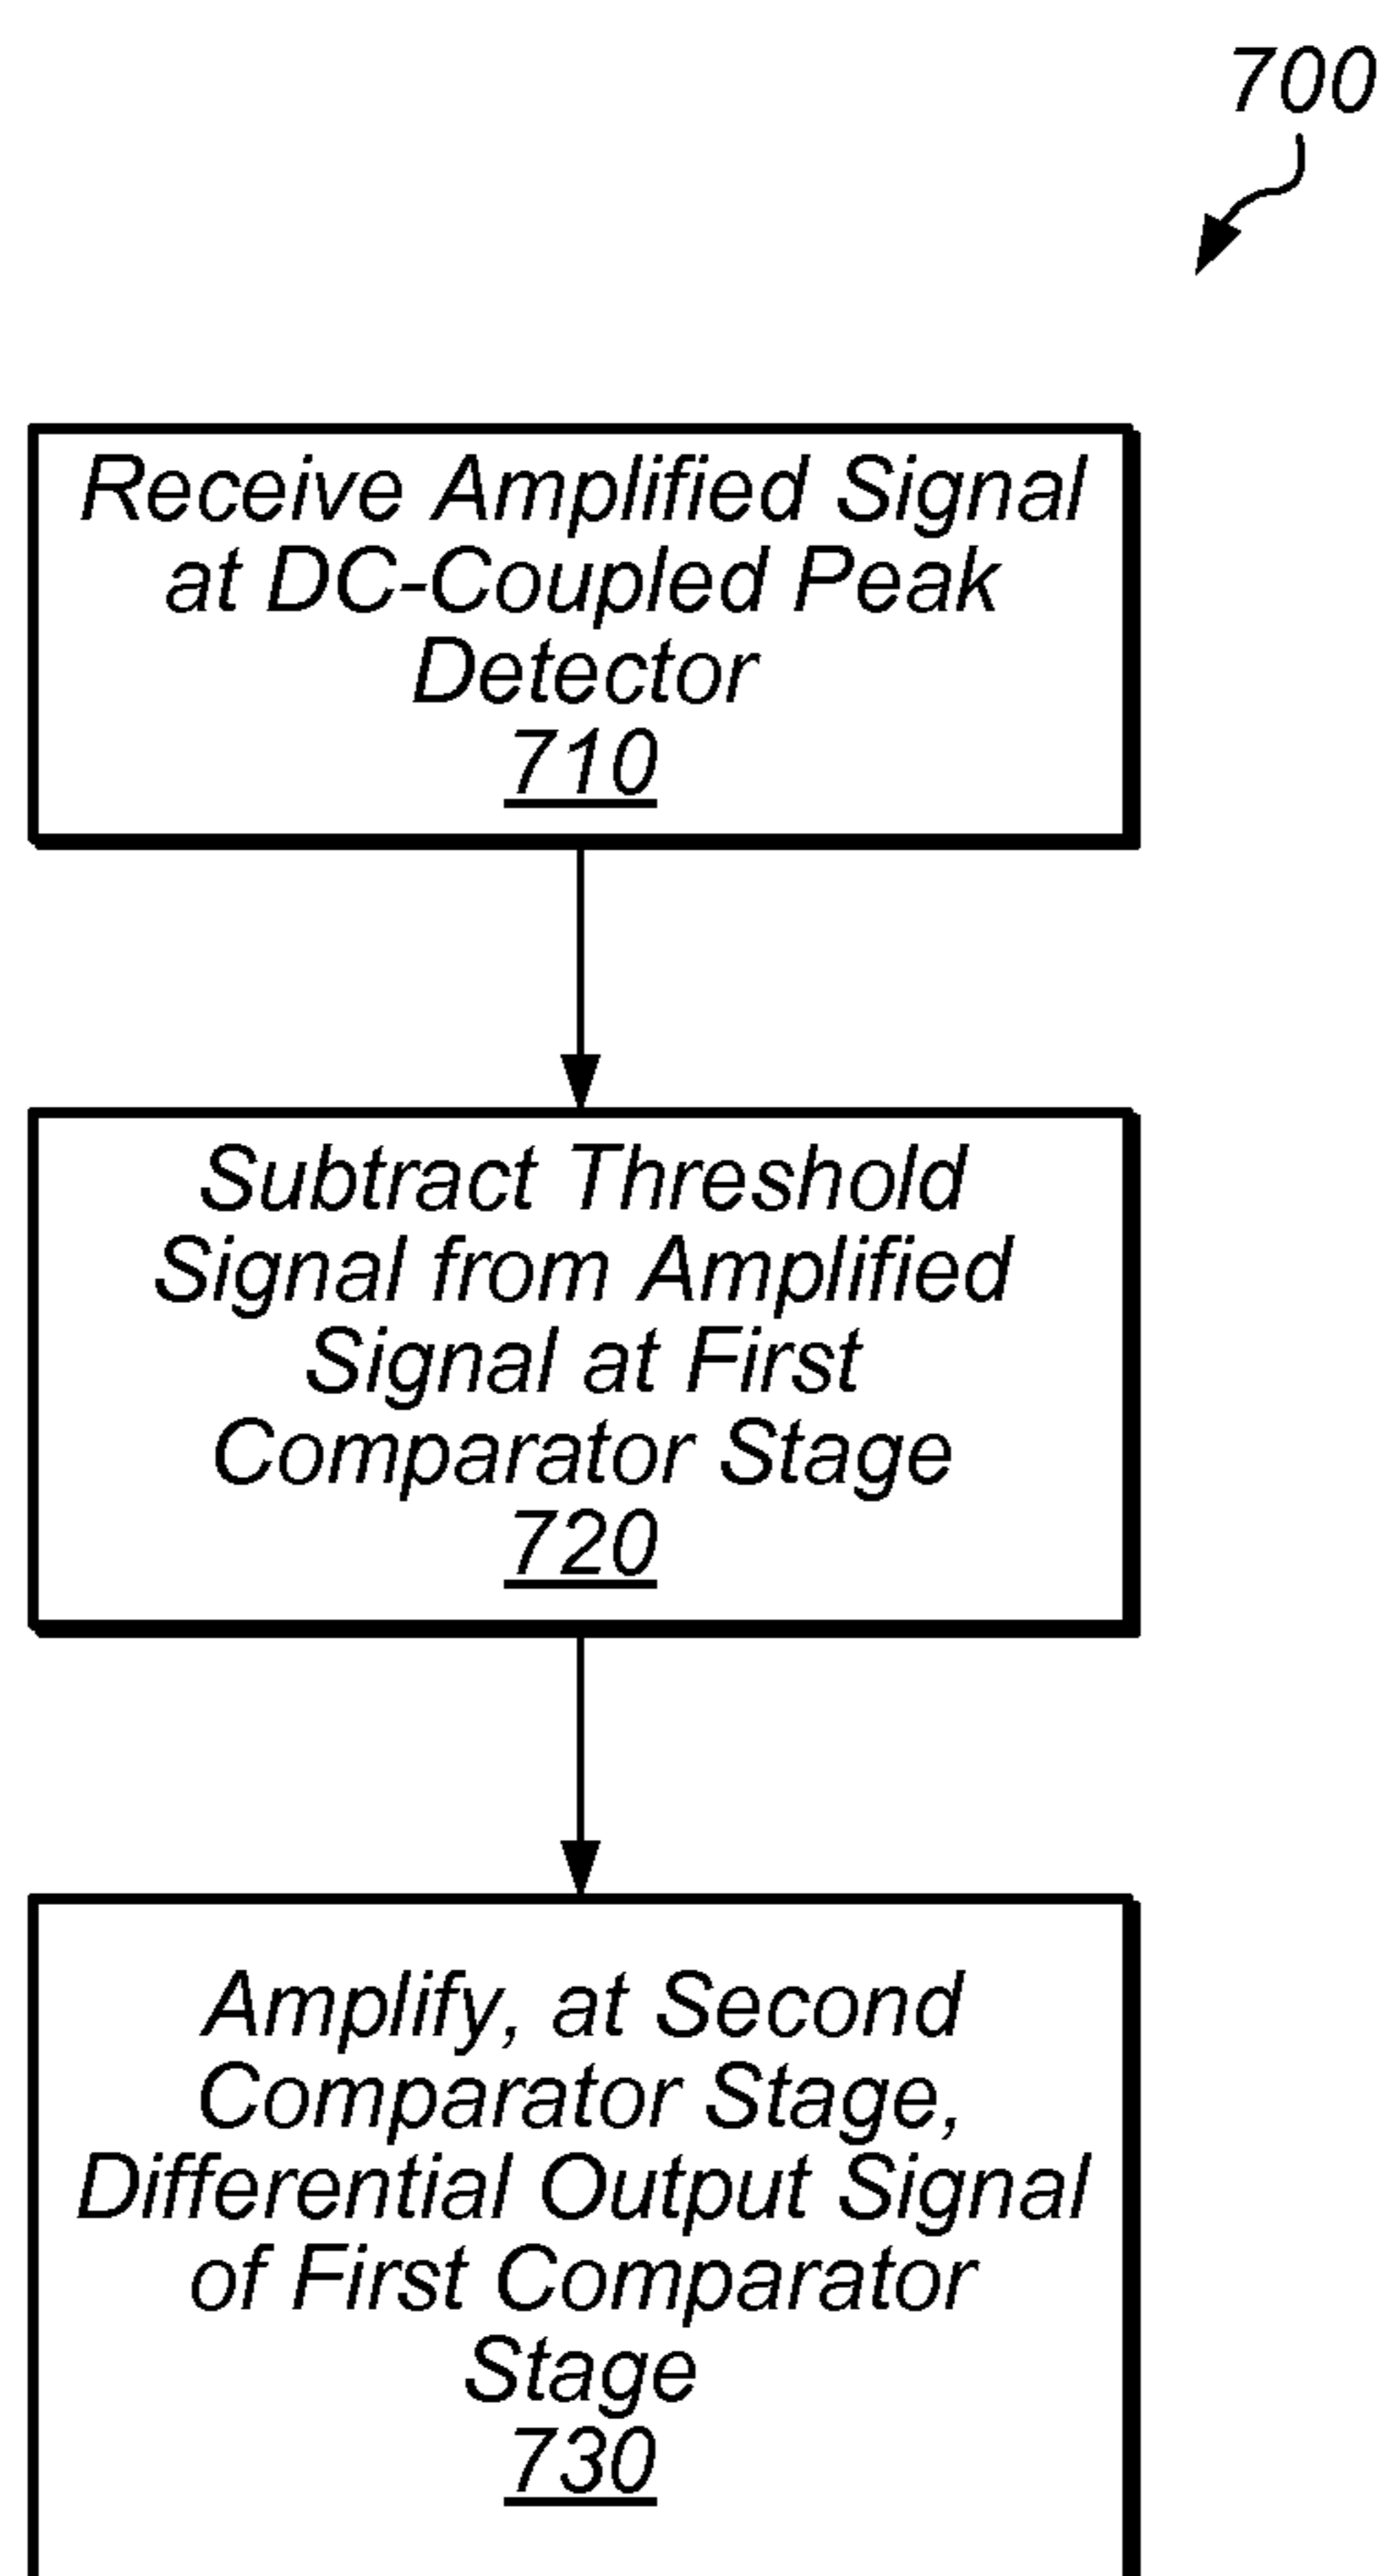 700
Receive Amplified Signal
at DC-Coupled Peak
Detector
710
Subtract Threshold
Signal from Amplified
Signal at First
Comparator Stage
720
Amplify, at Second
Comparator Stage,
Differential Output Signal
of First Comparator
Stage
730